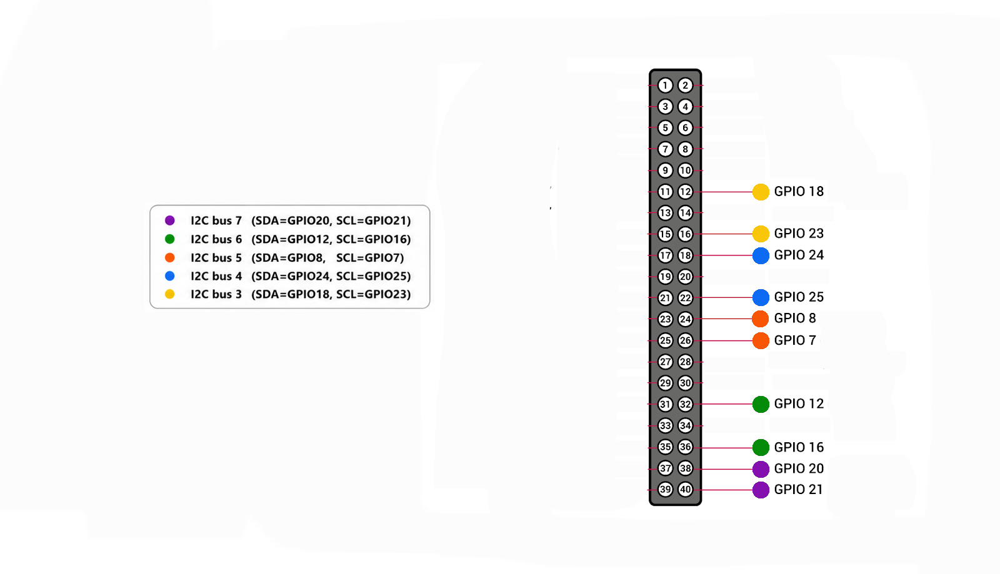 I2C bus 7 (SDA=GPIO20, SCL=GPIO21)
I2C bus 6 (SDA=GPIO12, SCL=GPIO16)
I2C bus 5 (SDA=GPIO8, SCL=GPIO7)
I2C bus 4 (SDA=GPIO24, SCL=GPIO25)
I2C bus 3 (SDA=GPIO18, SCL=GPIO23)
1 2
3 4
5 6
7 8
9 10
11 12 GPIO 18
13 14
15 16 GPIO 23
17 18 GPIO 24
19 20
21 22 GPIO 25
23 24 GPIO 8
25 26 GPIO 7
27 28
29 30
31 32 GPIO 12
33 34
35 36 GPIO 16
37 38 GPIO 20
39 40 GPIO 21